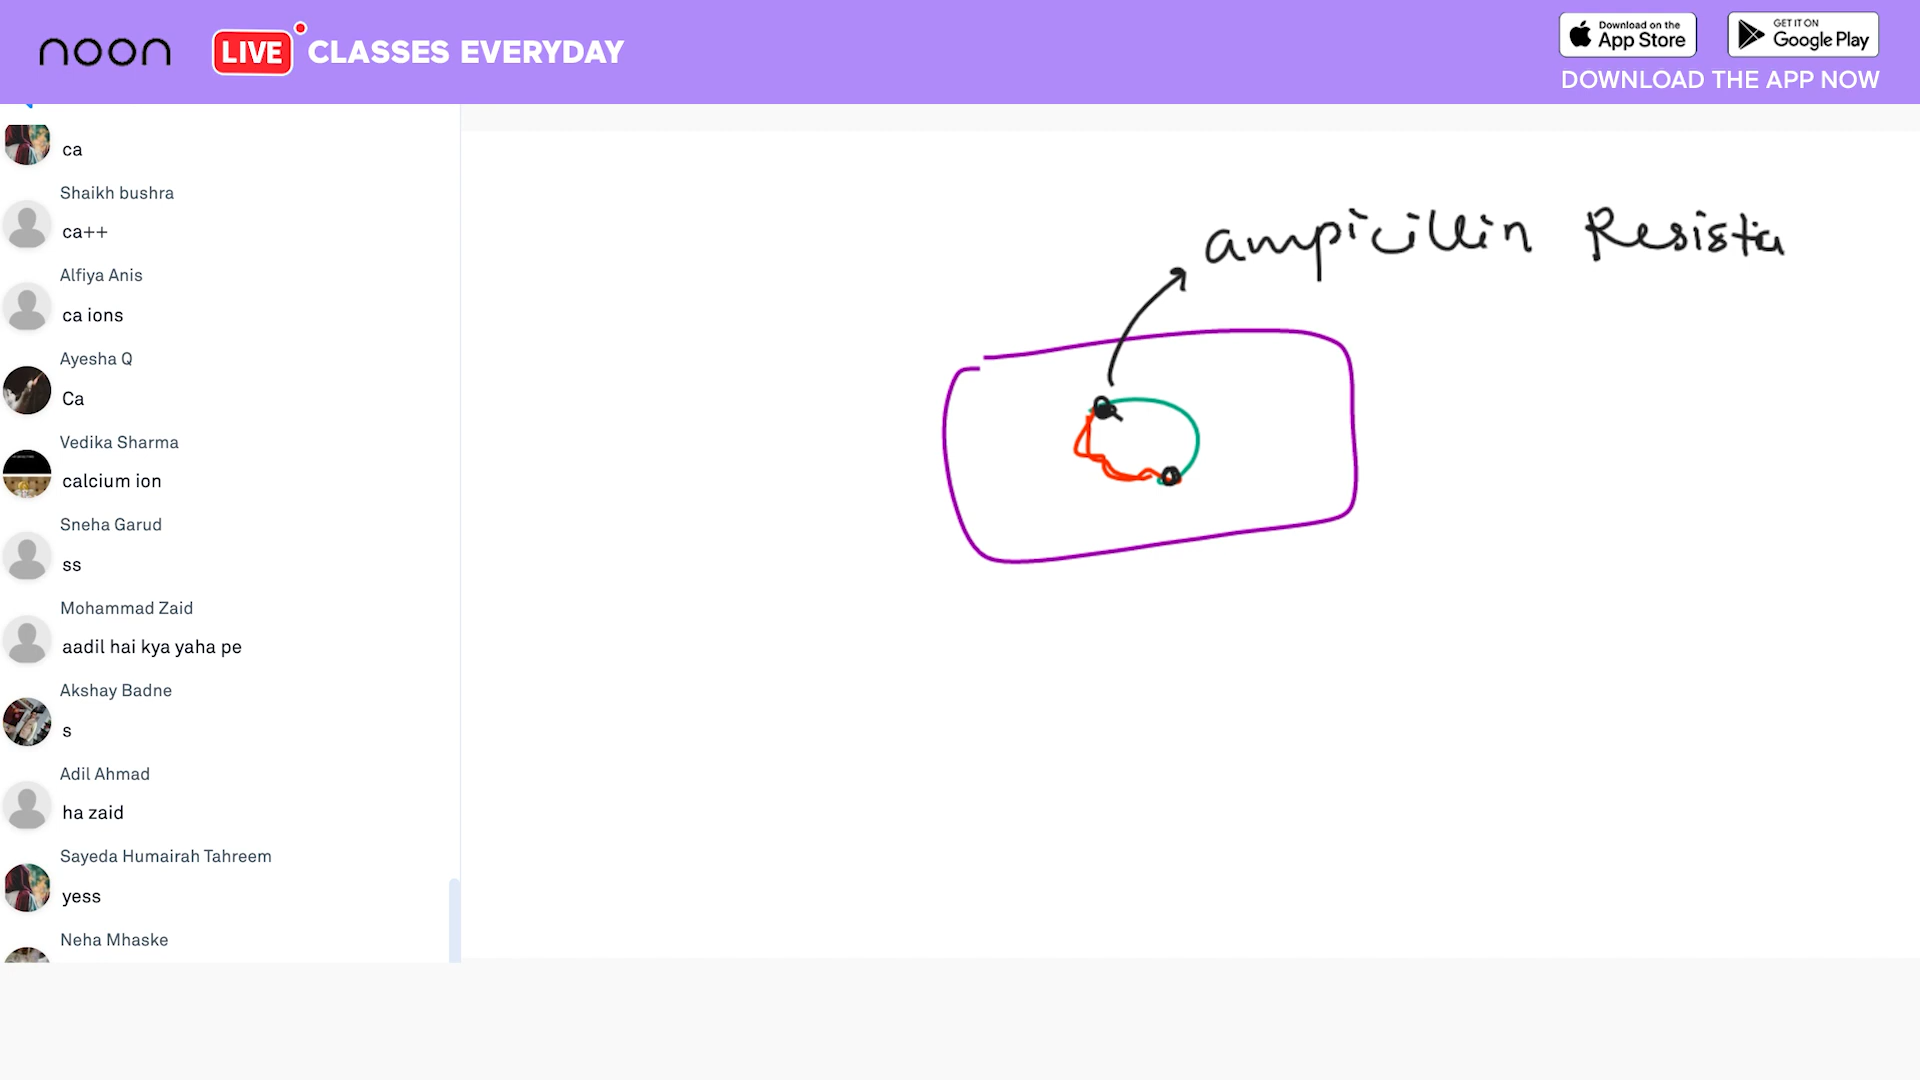 noon LIVE CLASSES EVERYDAY
Download on the
App Store
GET IT ON
Google Play
DOWNLOAD THE APP NOW
ca
Shaikh bushra
ca++
Alfiya Anis
ca ions
Ayesha Q
Ca
Vedika Sharma
calcium ion
Sneha Garud
ss
Mohammad Zaid
aadil hai kya yaha pe
Akshay Badne
s
Adil Ahmad
ha zaid
Sayeda Humairah Tahreem
yess
Neha Mhaske
ampicillin